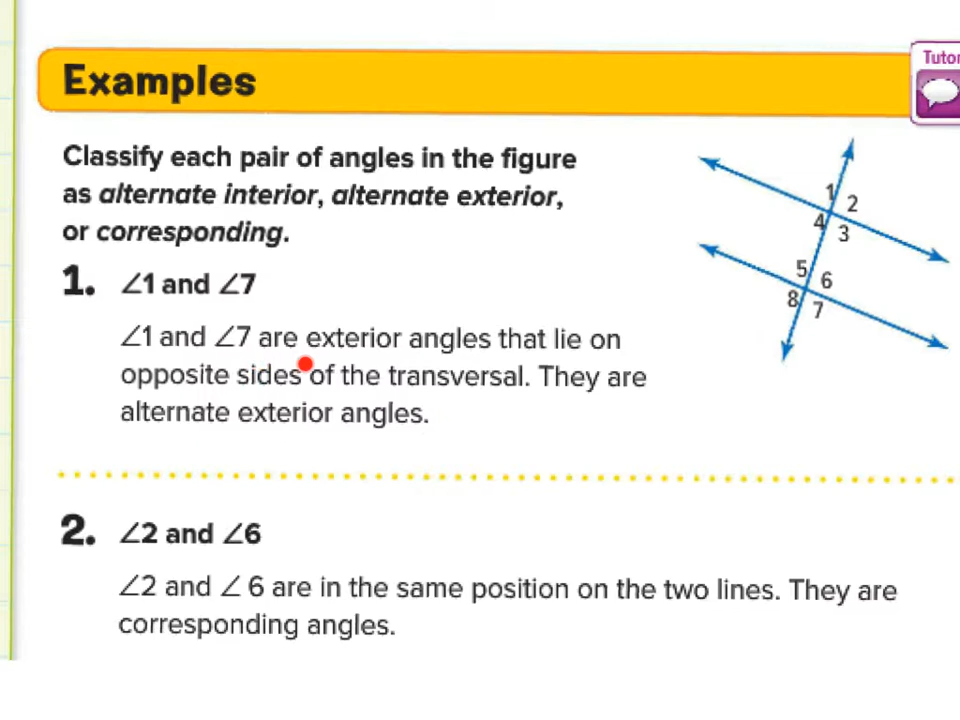 Examples
Tutor
Classify each pair of angles in the figure
as alternate interior, alternate exterior,
or corresponding.
1. ∠1 and ∠7
∠1 and ∠7 are exterior angles that lie on
opposite sides of the transversal. They are
alternate exterior angles.
1
2
4
3
5
6
8
7
2. ∠2 and ∠6
∠2 and ∠ 6 are in the same position on the two lines. They are
corresponding angles.